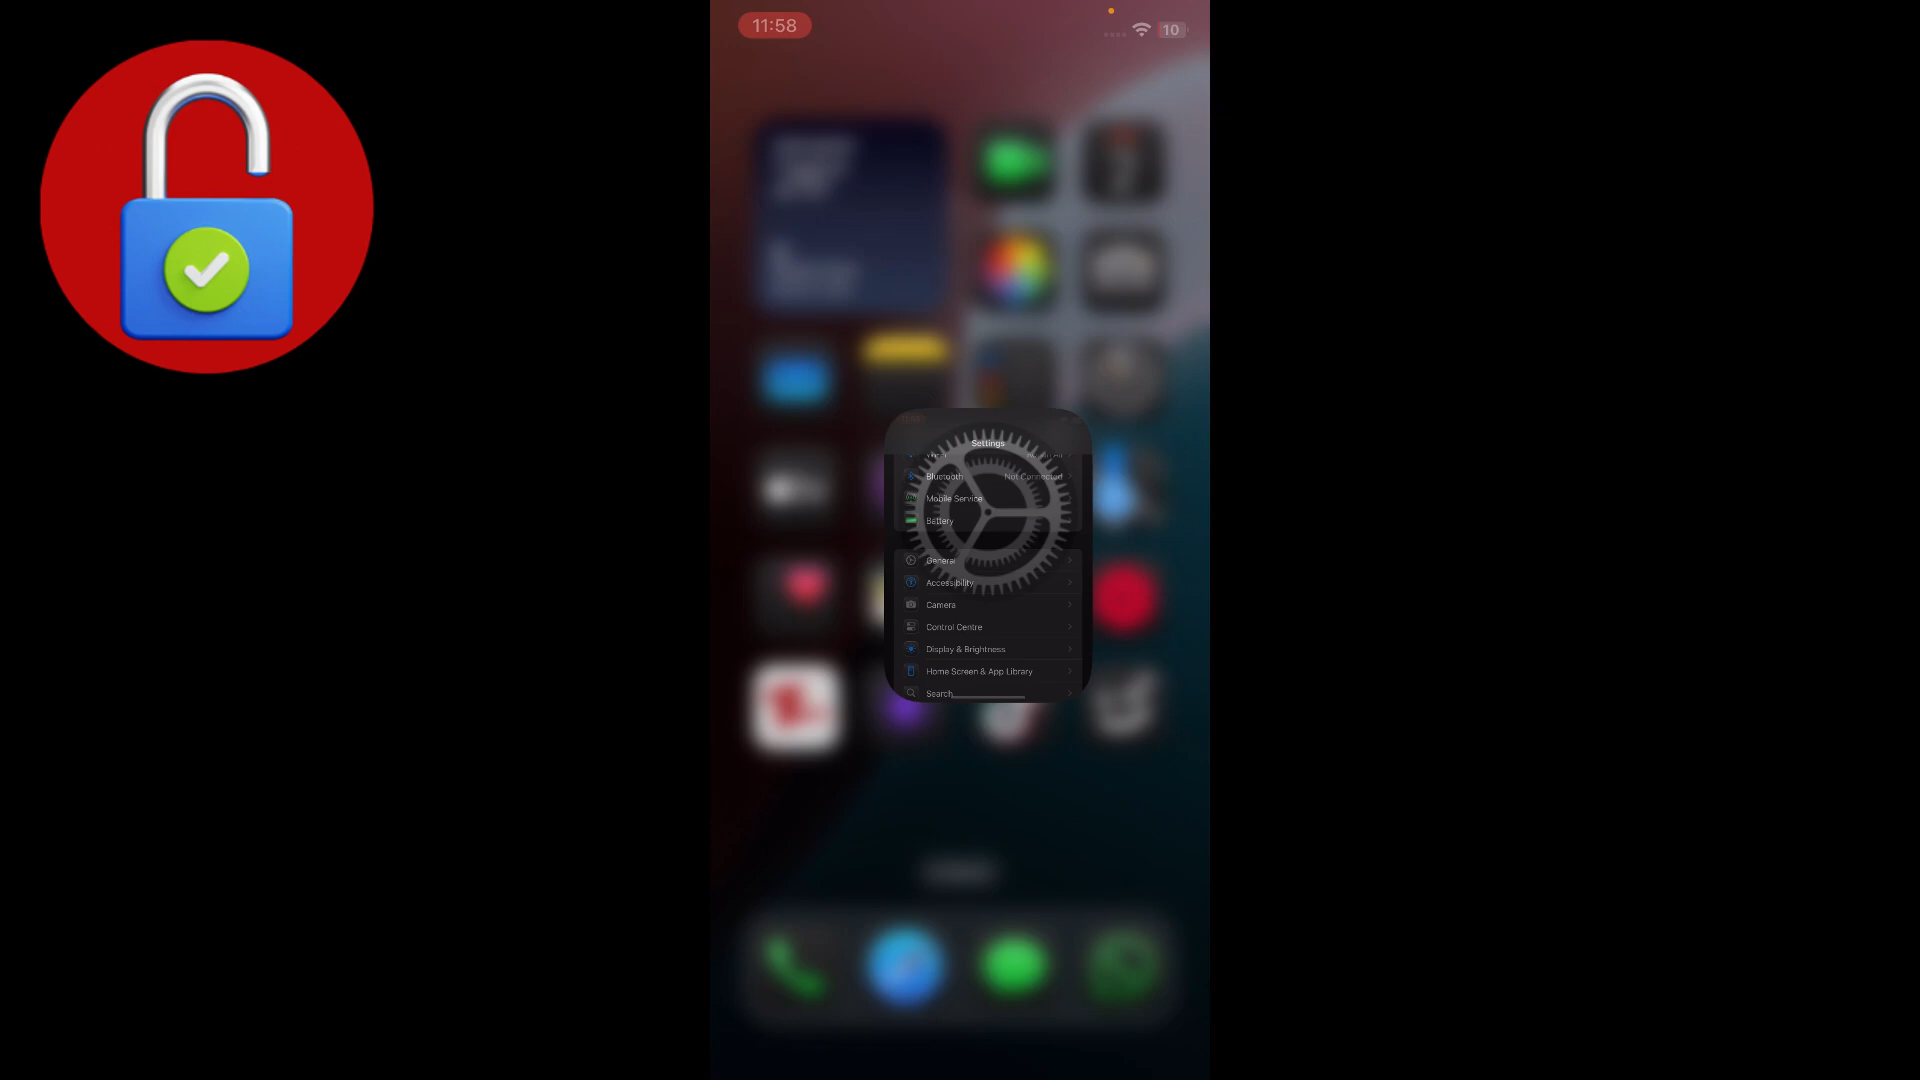 11:58
10
Settings
Bluetooth
Not Connected
Mobile Service
Battery
General
Accessibility
Camera
Control Centre
Display & Brightness
Home Screen & App Library
Search